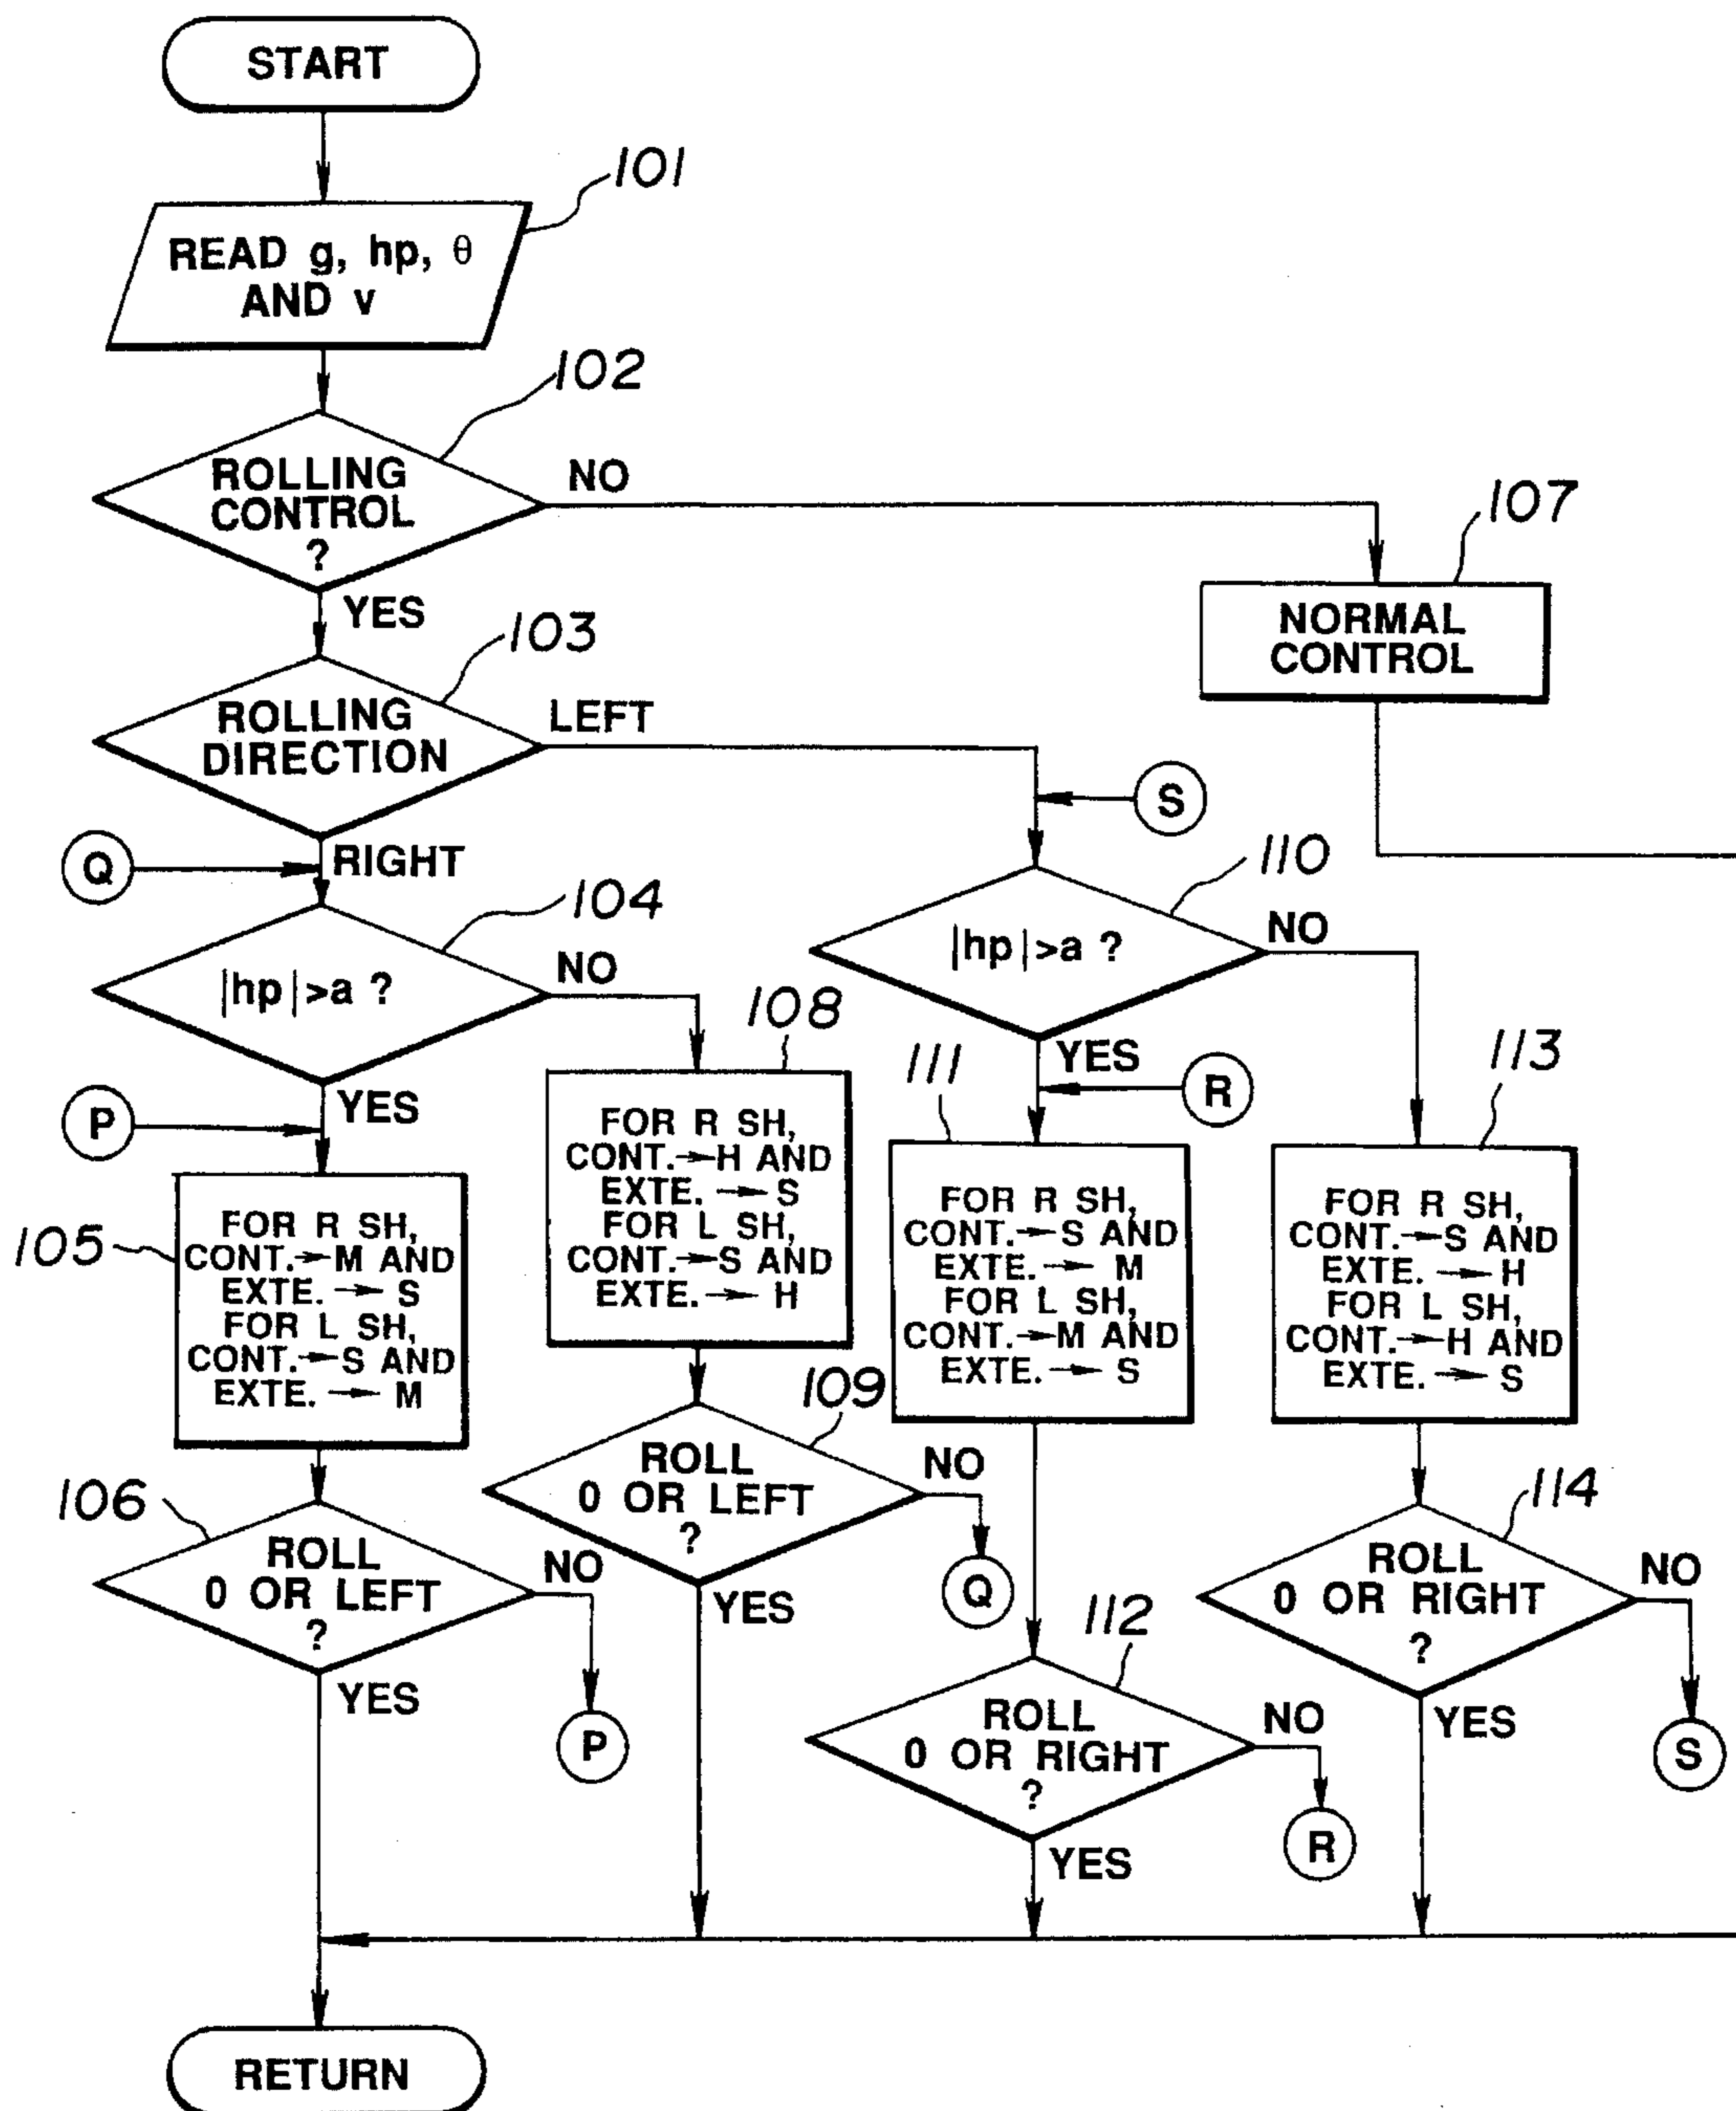 START
101
READ g, hp, θ
AND v
102
ROLLING
CONTROL
?
NO
YES
107
NORMAL
CONTROL
103
ROLLING
DIRECTION
LEFT
RIGHT
S
Q
104
|hp|>a ?
NO
YES
110
|hp|>a ?
NO
YES
P
R
105
FOR R SH,
CONT.→M AND
EXTE. → S
FOR L SH,
CONT.→S AND
EXTE. → M
108
FOR R SH,
CONT.→H AND
EXTE. → S
FOR L SH,
CONT.→S AND
EXTE. → H
111
FOR R SH,
CONT.→S AND
EXTE. → M
FOR L SH,
CONT.→M AND
EXTE. → S
113
FOR R SH,
CONT.→S AND
EXTE. → H
FOR L SH,
CONT.→H AND
EXTE. → S
106
ROLL
0 OR LEFT
?
NO
P
YES
109
ROLL
0 OR LEFT
?
NO
Q
YES
112
ROLL
0 OR RIGHT
?
NO
R
YES
114
ROLL
0 OR RIGHT
?
NO
S
YES
RETURN